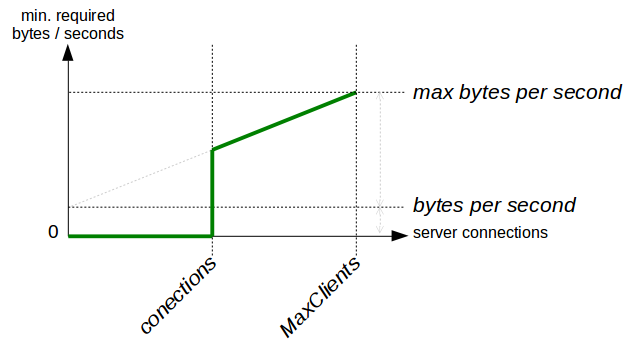 min. required
bytes / seconds
max bytes per second
bytes per second
0
server connections
conections
MaxClients